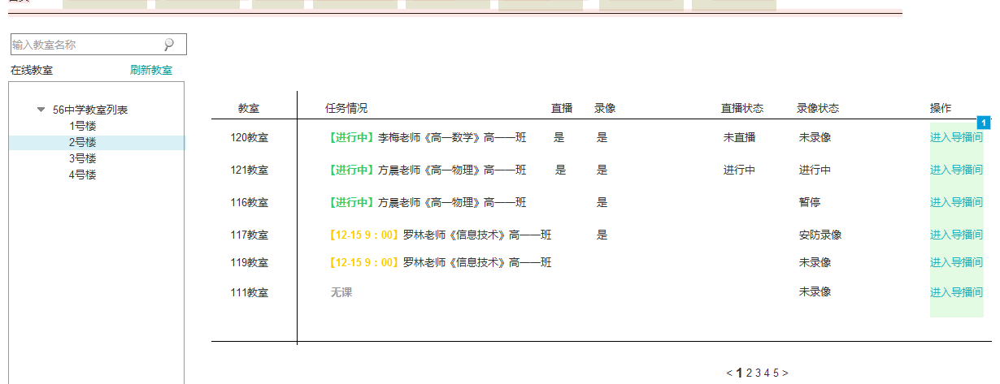 输入教室名称
在线教室 刷新教室
56中学教室列表
1号楼
2号楼
3号楼
4号楼
教室 任务情况 直播 录像 直播状态 录像状态 操作
1
120教室 【进行中】李梅老师《高一数学》高一一班 是 是 未直播 未录像 进入导播间
121教室 【进行中】方晨老师《高一物理》高一一班 是 是 进行中 进行中 进入导播间
116教室 【进行中】方晨老师《高一物理》高一一班 是 暂停 进入导播间
117教室 【12-15 9：00】罗林老师《信息技术》高一一班 是 安防录像 进入导播间
119教室 【12-15 9：00】罗林老师《信息技术》高一一班 未录像 进入导播间
111教室 无课 未录像 进入导播间
< 1 2 3 4 5 >